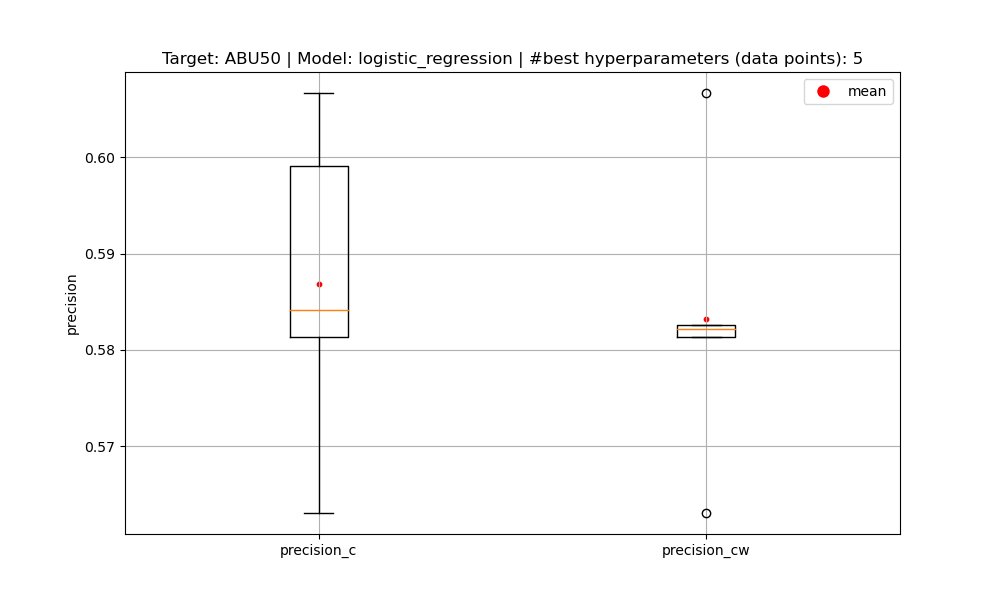 Target: ABU50 | Model: logistic_regression | #best hyperparameters (data points): 5
mean
0.60
0.59
0.58
0.57
precision
precision_c
precision_cw